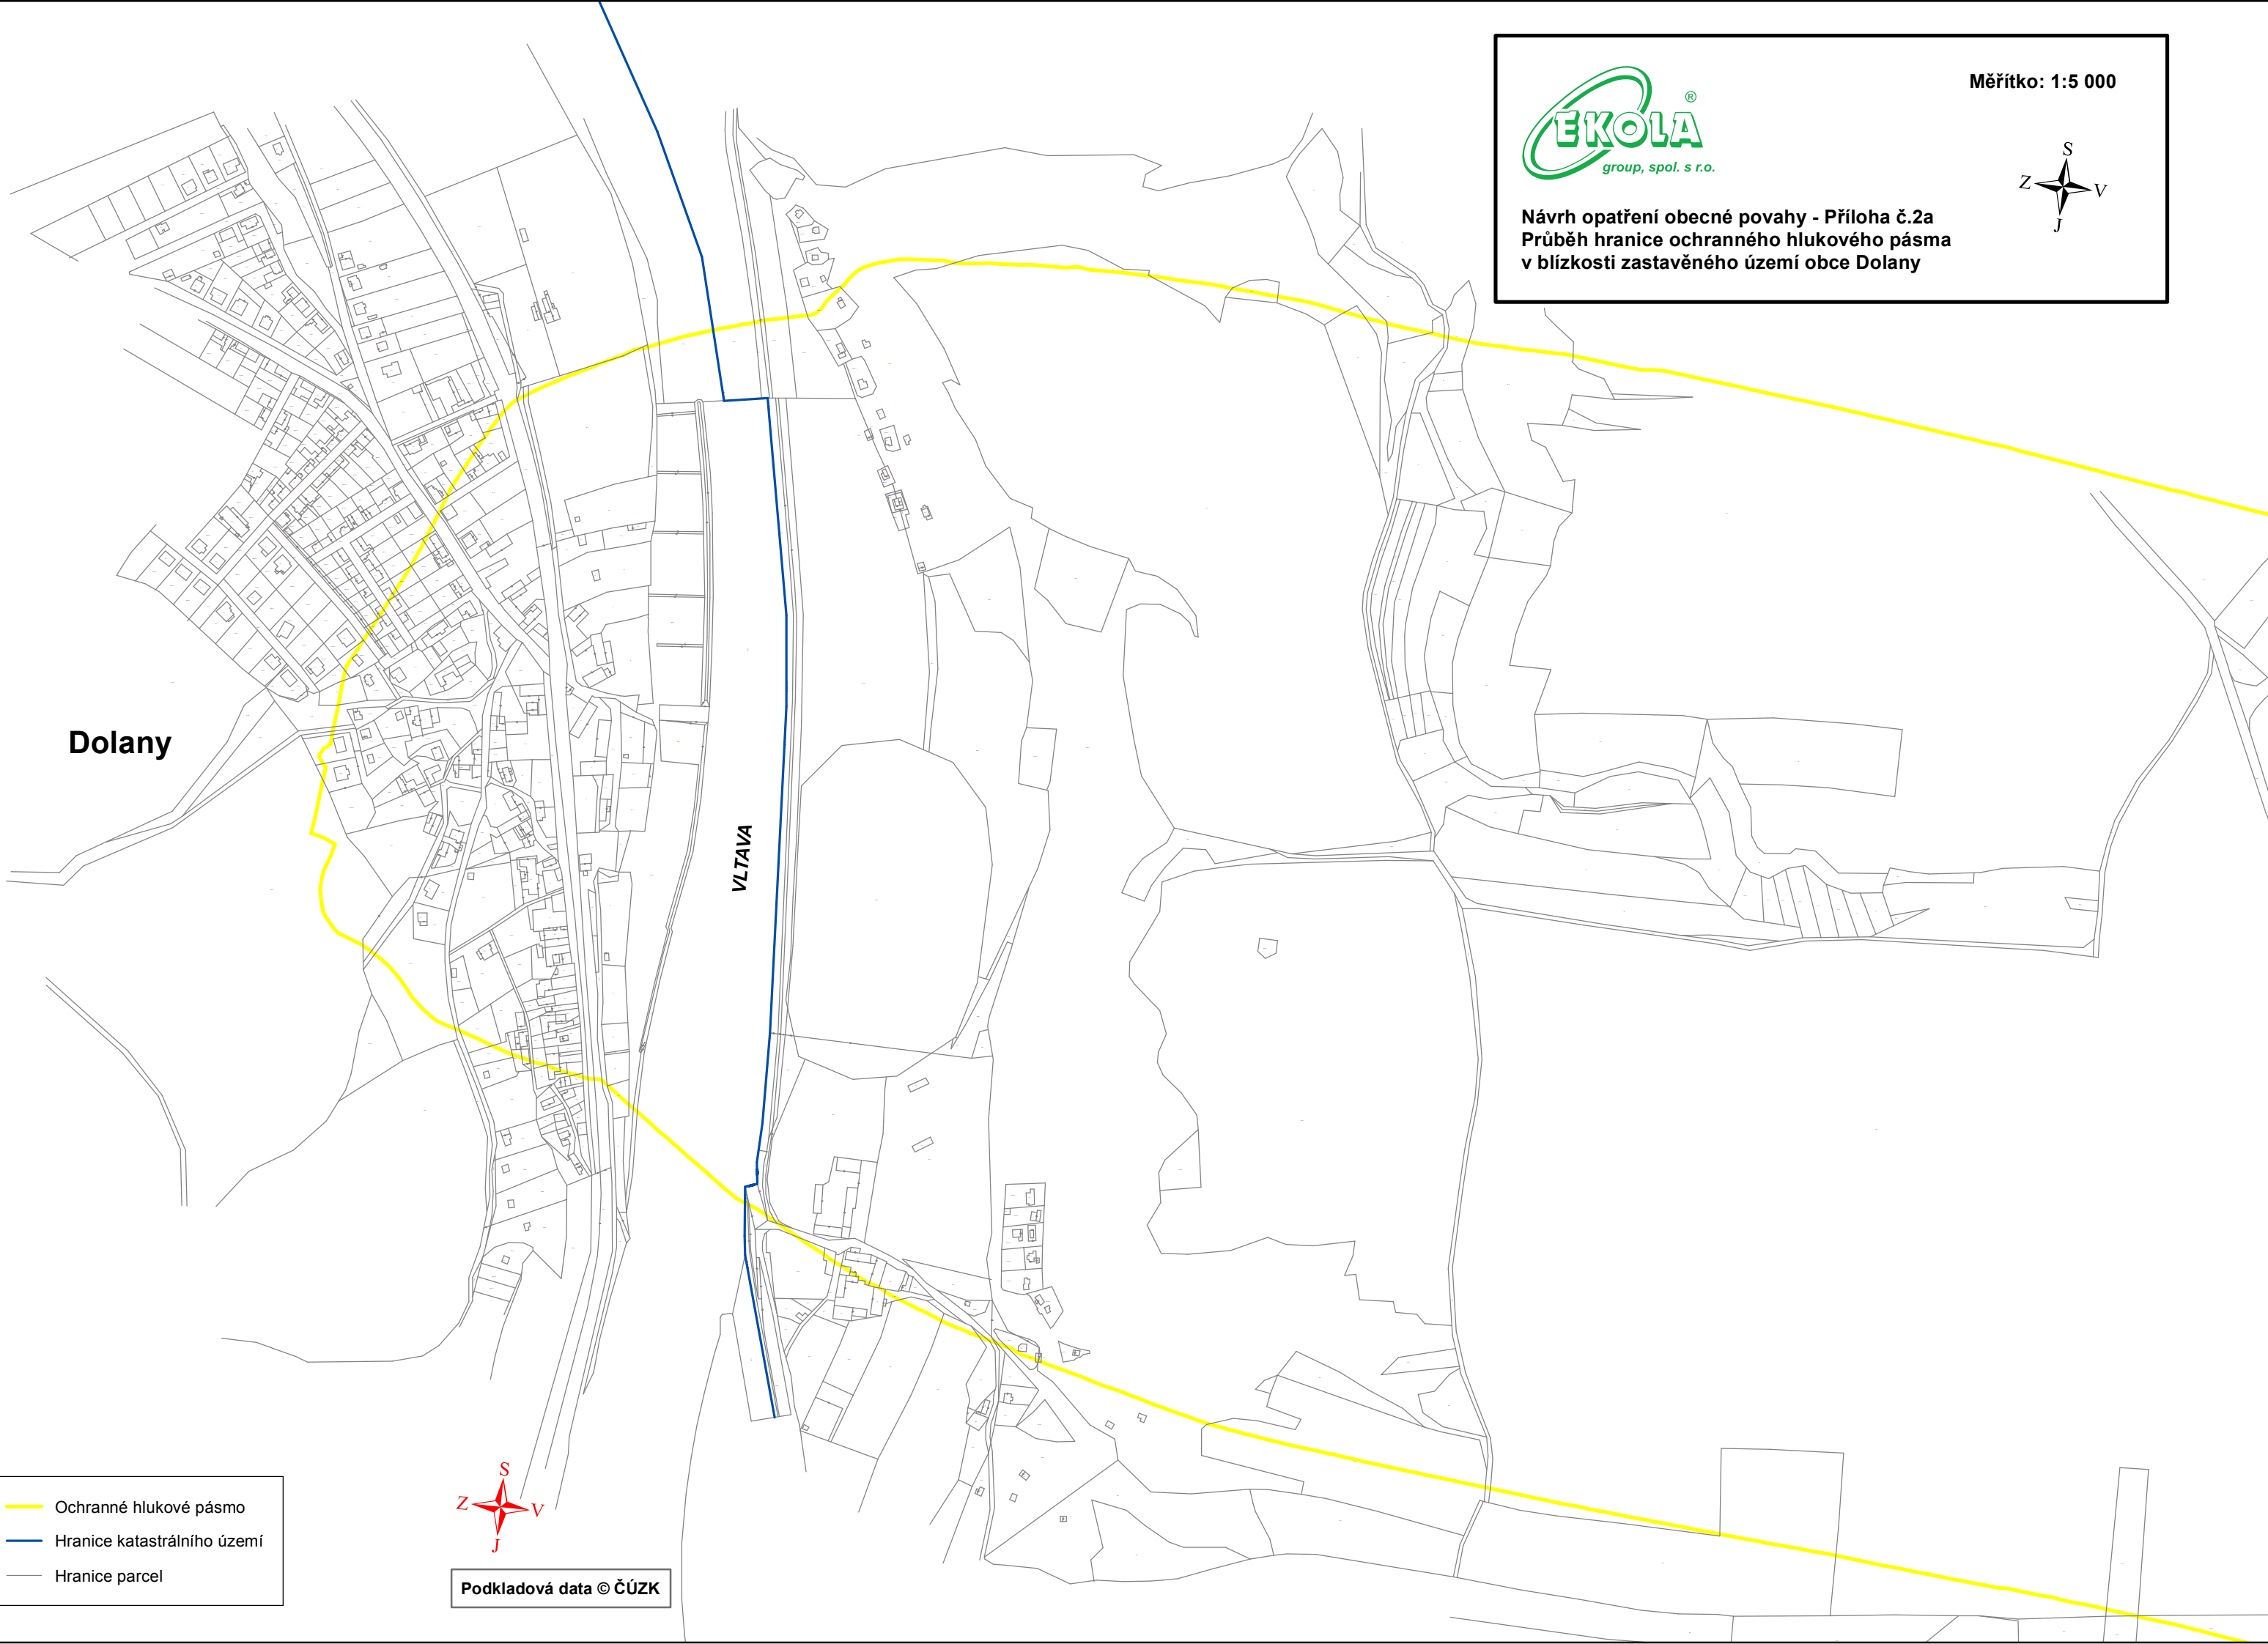 EKOLA ®
group, spol. s r.o.
Měřítko: 1:5 000
S
Z V
J
Návrh opatření obecné povahy - Příloha č.2a
Průběh hranice ochranného hlukového pásma
v blízkosti zastavěného území obce Dolany
Dolany
VLTAVA
Ochranné hlukové pásmo
Hranice katastrálního území
Hranice parcel
S
Z V
J
Podkladová data © ČÚZK